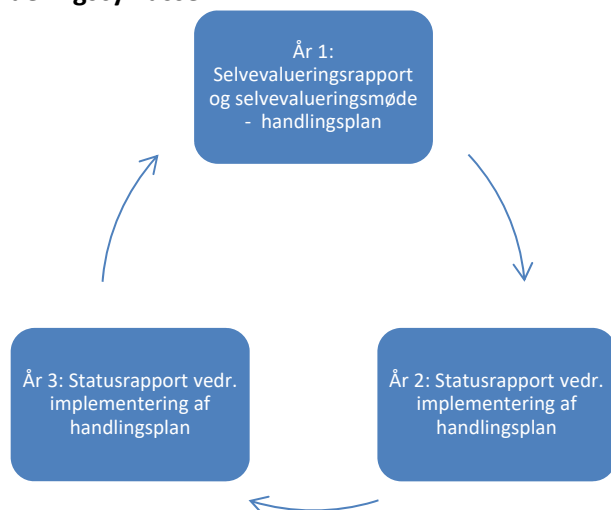 År 1:
Selvevalueringsrapport
og selvevalueringsmøde
- handlingsplan
År 3: Statusrapport vedr.
implementering af
handlingsplan
År 2: Statusrapport vedr.
implementering af
handlingsplan